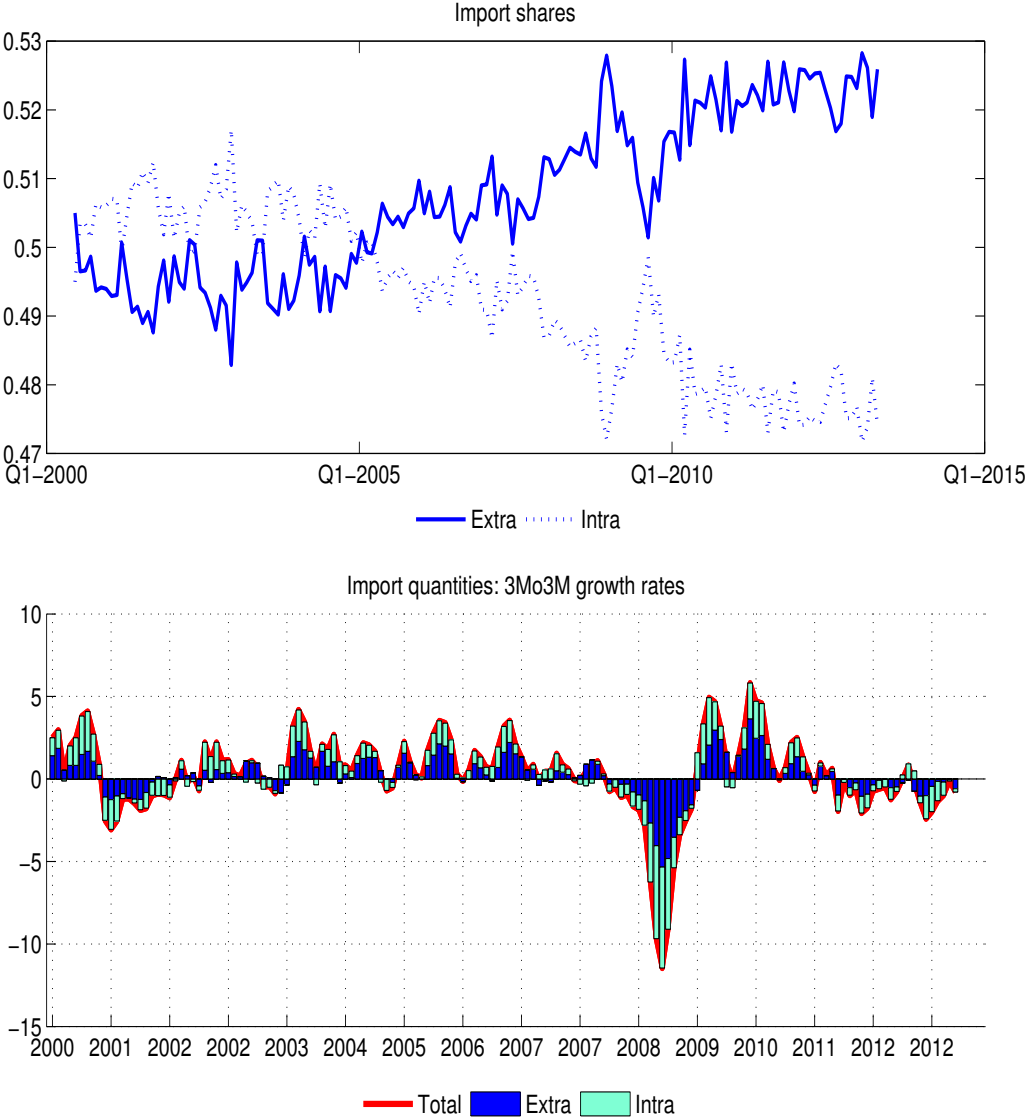 Import shares
0.53
0.52
0.51
0.5
0.49
0.48
0.47
Q1−2000 Q1−2005 Q1−2010 Q1−2015
Extra Intra
Import quantities: 3Mo3M growth rates
10
5
0
−5
−10
−15
2000 2001 2002 2002 2003 2004 2005 2006 2007 2007 2008 2009 2010 2011 2012 2012
Total Extra Intra